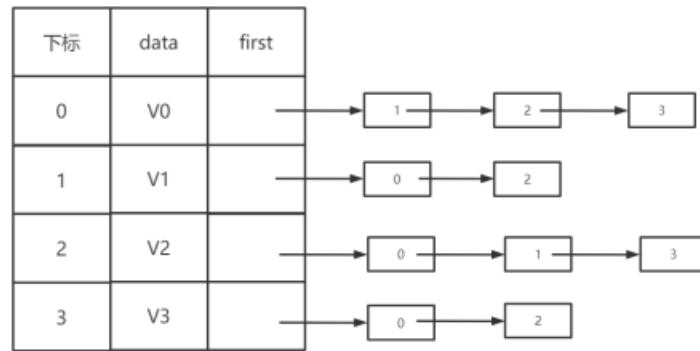 下标 data first
0 V0 1 2 3
1 V1 0 2
2 V2 0 1 3
3 V3 0 2